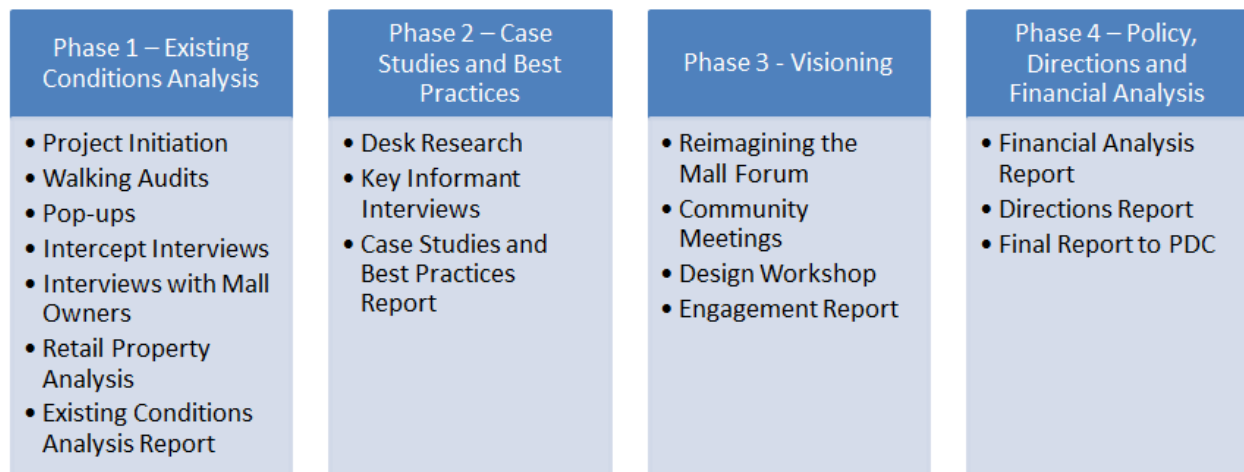 Phase 1 – Existing
Conditions Analysis
• Project Initiation
• Walking Audits
• Pop-ups
• Intercept Interviews
• Interviews with Mall
Owners
• Retail Property
Analysis
• Existing Conditions
Analysis Report
Phase 2 – Case
Studies and Best
Practices
• Desk Research
• Key Informant
Interviews
• Case Studies and
Best Practices
Report
Phase 3 - Visioning
• Reimagining the
Mall Forum
• Community
Meetings
• Design Workshop
• Engagement Report
Phase 4 – Policy,
Directions and
Financial Analysis
• Financial Analysis
Report
• Directions Report
• Final Report to PDC